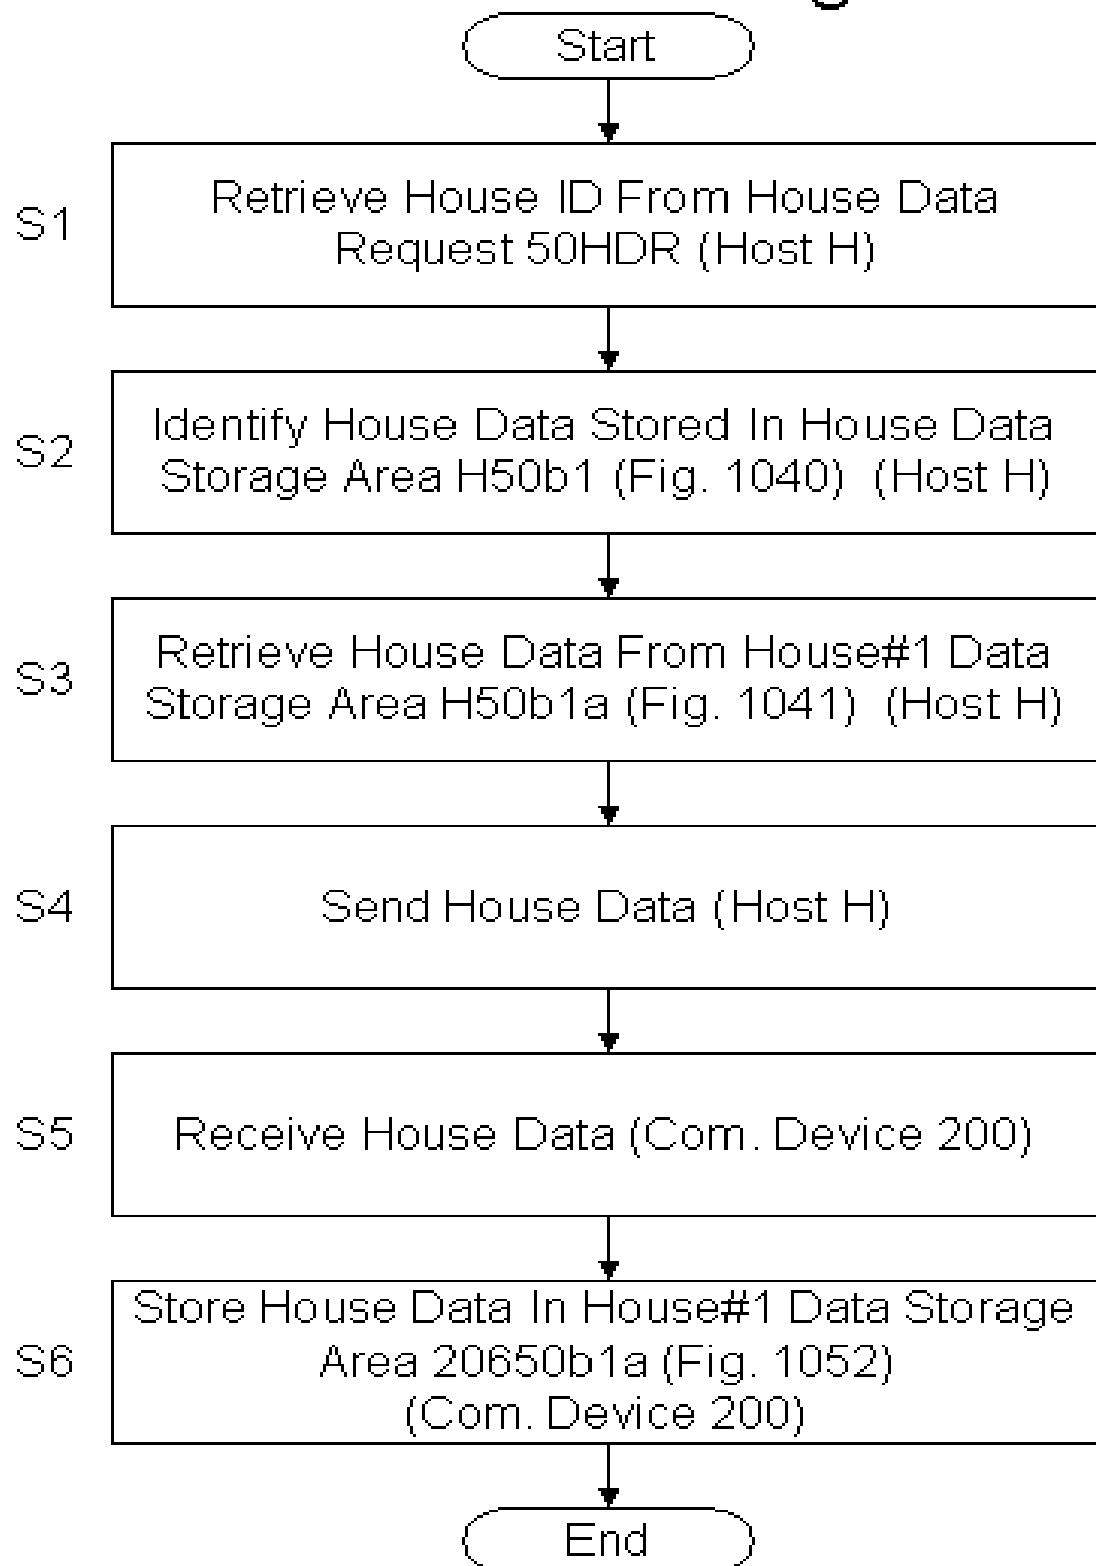 Start
S1
Retrieve House ID From House Data
Request 50HDR (Host H)
S2
Identify House Data Stored In House Data
Storage Area H50b1 (Fig. 1040) (Host H)
S3
Retrieve House Data From House#1 Data
Storage Area H50b1a (Fig. 1041) (Host H)
S4
Send House Data (Host H)
S5
Receive House Data (Com. Device 200)
S6
Store House Data In House#1 Data Storage
Area 20650b1a (Fig. 1052)
(Com. Device 200)
End